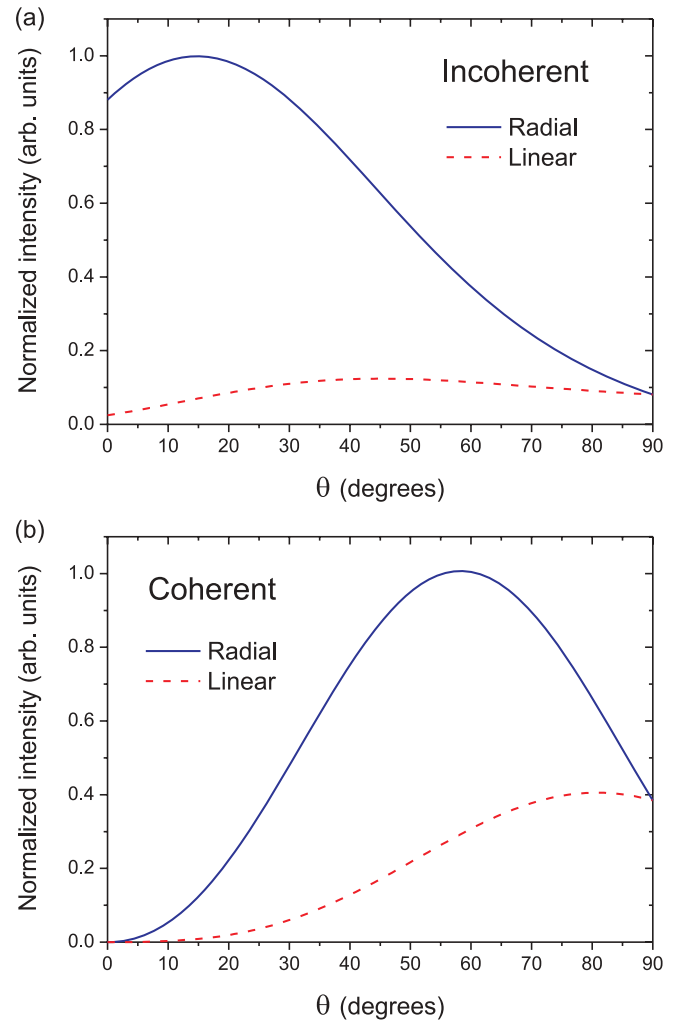 (a)
Normalized intensity (arb. units)
1.0
0.8
0.6
0.4
0.2
0.0
Incoherent
Radial
Linear
0 10 20 30 40 50 60 70 80 90
θ (degrees)
(b)
Normalized intensity (arb. units)
1.0
0.8
0.6
0.4
0.2
0.0
Coherent
Radial
Linear
0 10 20 30 40 50 60 70 80 90
θ (degrees)